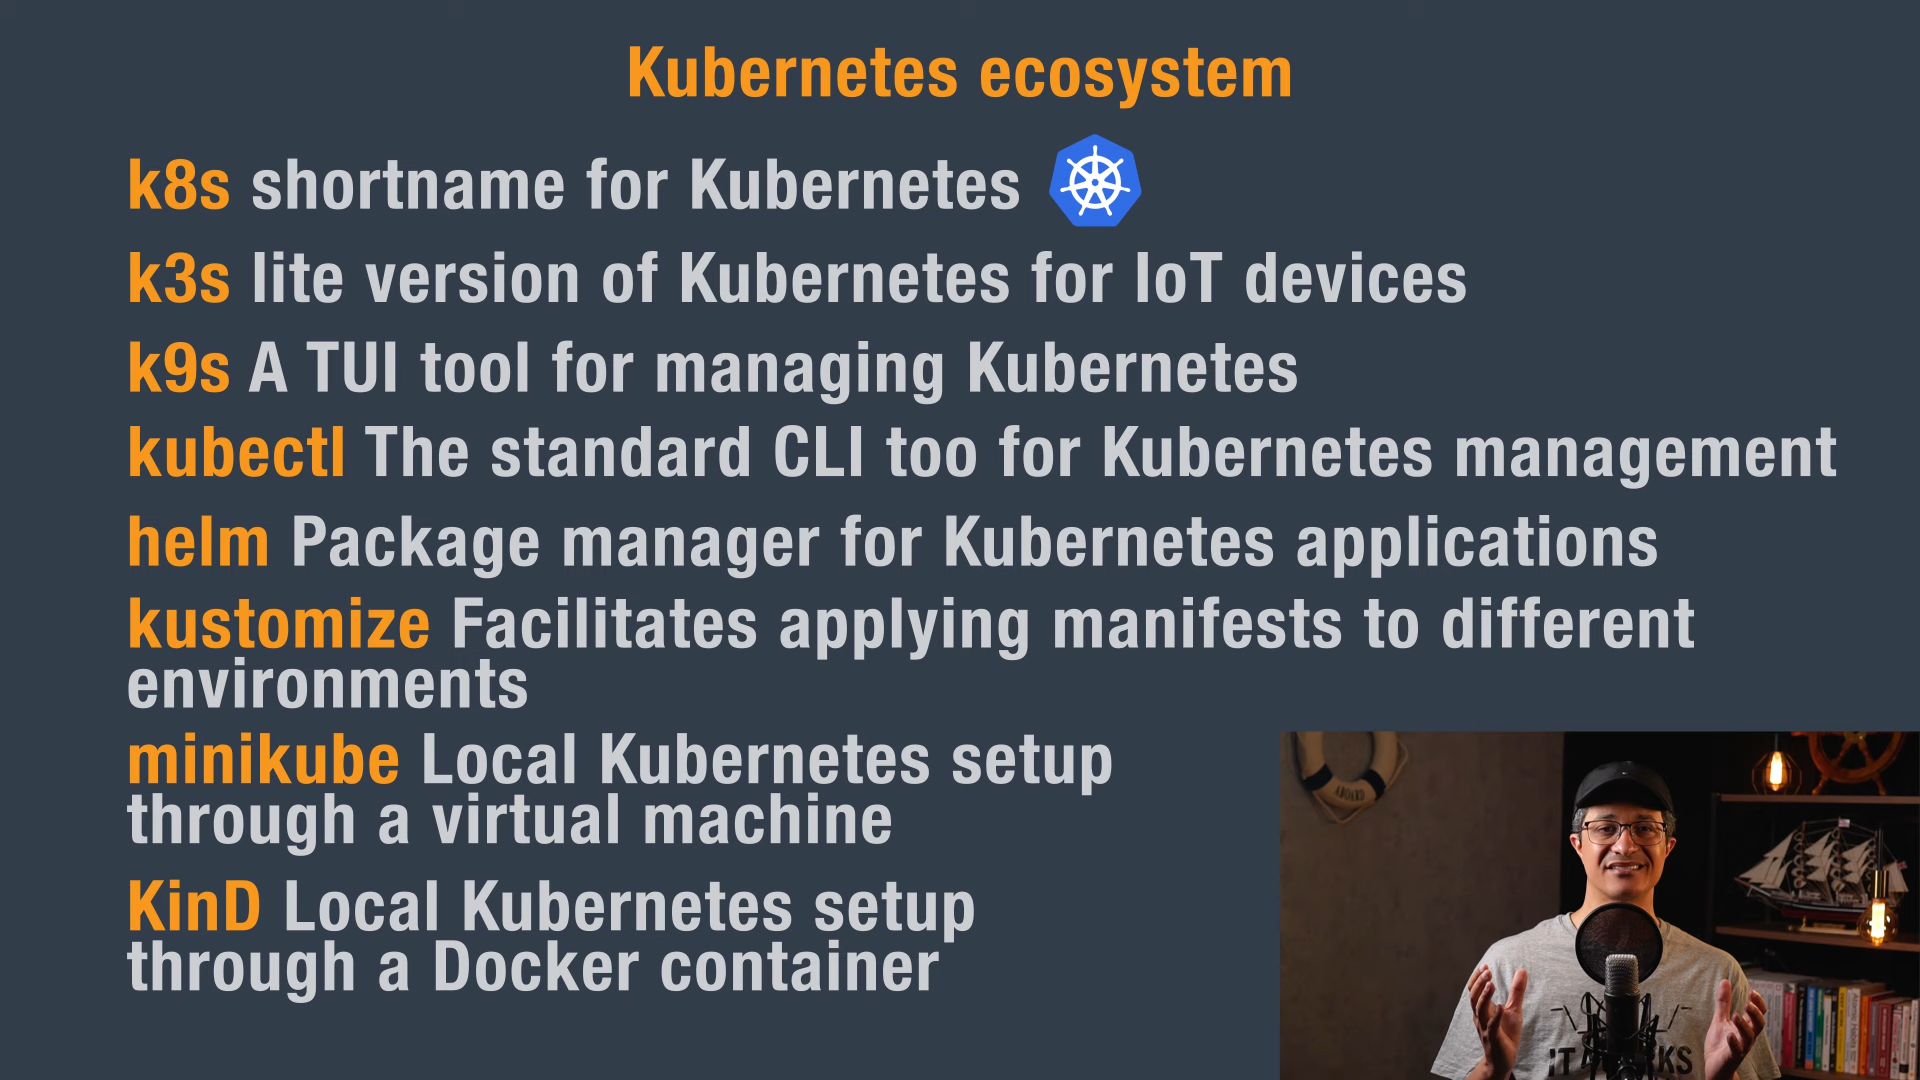 Kubernetes ecosystem
k8s shortname for Kubernetes
k3s lite version of Kubernetes for IoT devices
k9s A TUI tool for managing Kubernetes
kubectl The standard CLI too for Kubernetes management
helm Package manager for Kubernetes applications
kustomize Facilitates applying manifests to different
environments
minikube Local Kubernetes setup
through a virtual machine
KinD Local Kubernetes setup
through a Docker container
ABOARD
IT